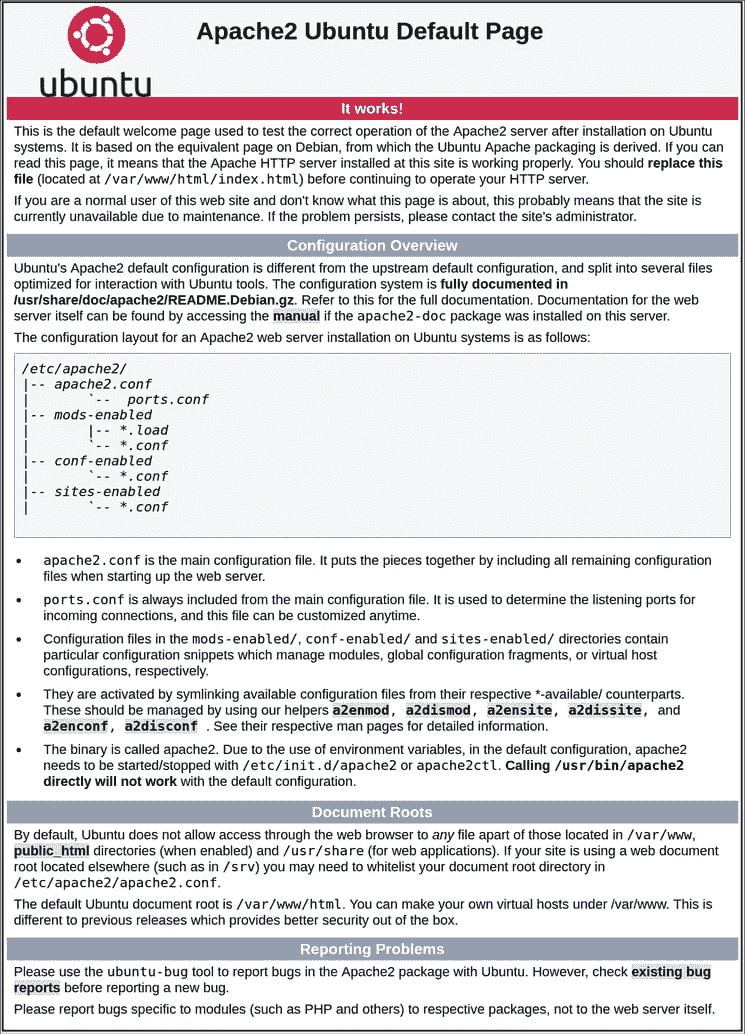 ubuntu
Apache2 Ubuntu Default Page
It works!
This is the default welcome page used to test the correct operation of the Apache2 server after installation on Ubuntu
systems. It is based on the equivalent page on Debian, from which the Ubuntu Apache packaging is derived. If you can
read this page, it means that the Apache HTTP server installed at this site is working properly. You should replace this
file (located at /var/www/html/index.html) before continuing to operate your HTTP server.
If you are a normal user of this web site and don't know what this page is about, this probably means that the site is
currently unavailable due to maintenance. If the problem persists, please contact the site's administrator.
Configuration Overview
Ubuntu's Apache2 default configuration is different from the upstream default configuration, and split into several files
optimized for interaction with Ubuntu tools. The configuration system is fully documented in
/usr/share/doc/apache2/README.Debian.gz. Refer to this for the full documentation. Documentation for the web
server itself can be found by accessing the manual if the apache2-doc package was installed on this server.
The configuration layout for an Apache2 web server installation on Ubuntu systems is as follows:
/etc/apache2/
|-- apache2.conf
|       `--  ports.conf
|-- mods-enabled
|       |-- *.load
|       `-- *.conf
|-- conf-enabled
|       `-- *.conf
|-- sites-enabled
|       `-- *.conf
• apache2.conf is the main configuration file. It puts the pieces together by including all remaining configuration
files when starting up the web server.
• ports.conf is always included from the main configuration file. It is used to determine the listening ports for
incoming connections, and this file can be customized anytime.
• Configuration files in the mods-enabled/, conf-enabled/ and sites-enabled/ directories contain
particular configuration snippets which manage modules, global configuration fragments, or virtual host
configurations, respectively.
• They are activated by symlinking available configuration files from their respective *-available/ counterparts.
These should be managed by using our helpers a2enmod, a2dismod, a2ensite, a2dissite, and
a2enconf, a2disconf . See their respective man pages for detailed information.
• The binary is called apache2. Due to the use of environment variables, in the default configuration, apache2
needs to be started/stopped with /etc/init.d/apache2 or apache2ctl. Calling /usr/bin/apache2
directly will not work with the default configuration.
Document Roots
By default, Ubuntu does not allow access through the web browser to any file apart of those located in /var/www,
public_html directories (when enabled) and /usr/share (for web applications). If your site is using a web document
root located elsewhere (such as in /srv) you may need to whitelist your document root directory in
/etc/apache2/apache2.conf.
The default Ubuntu document root is /var/www/html. You can make your own virtual hosts under /var/www. This is
different to previous releases which provides better security out of the box.
Reporting Problems
Please use the ubuntu-bug tool to report bugs in the Apache2 package with Ubuntu. However, check existing bug
reports before reporting a new bug.
Please report bugs specific to modules (such as PHP and others) to respective packages, not to the web server itself.